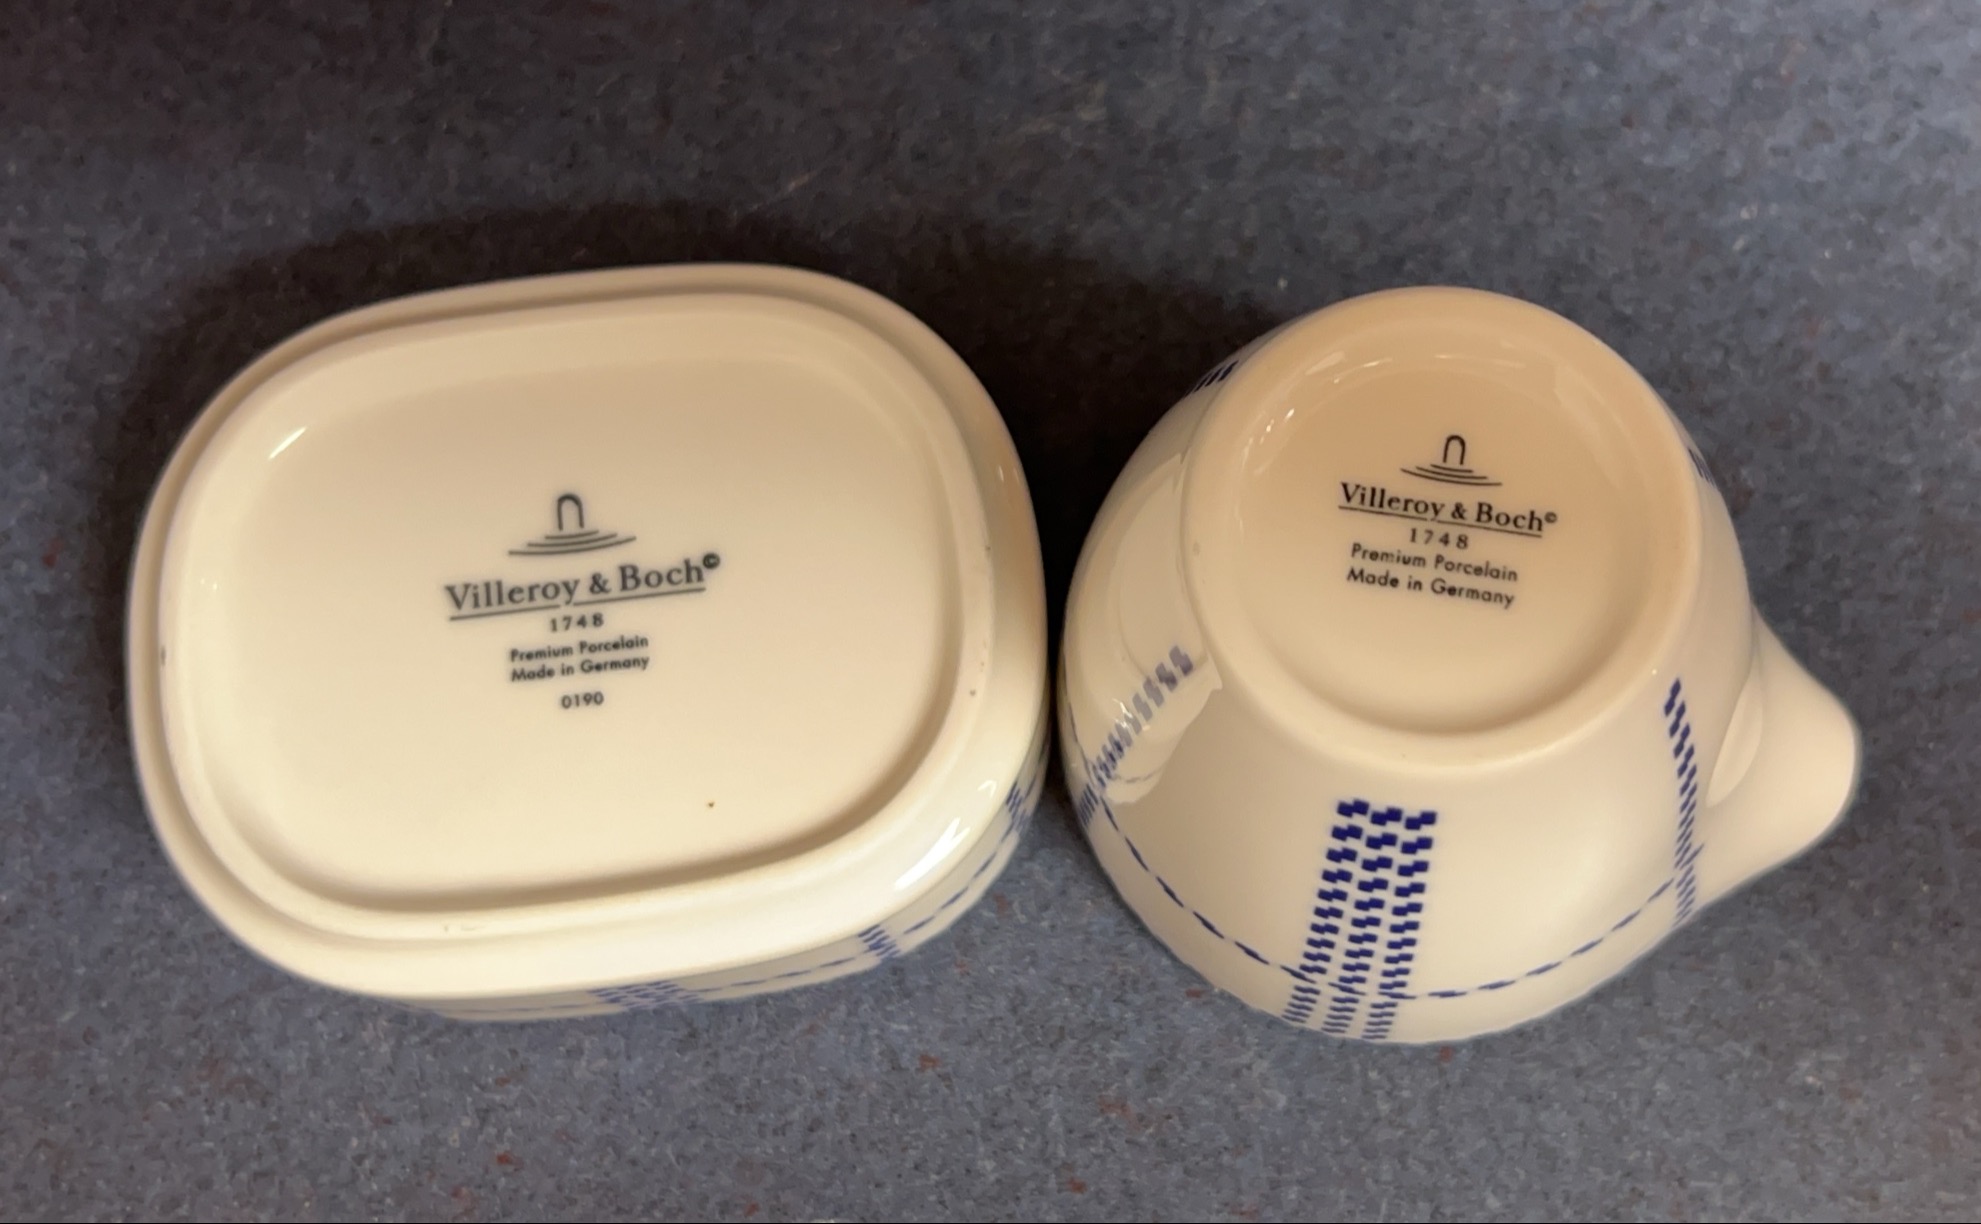 Villeroy & Boch©
1748
Premium Porcelain
Made in Germany
0190
Villeroy & Boch©
1748
Premium Porcelain
Made in Germany